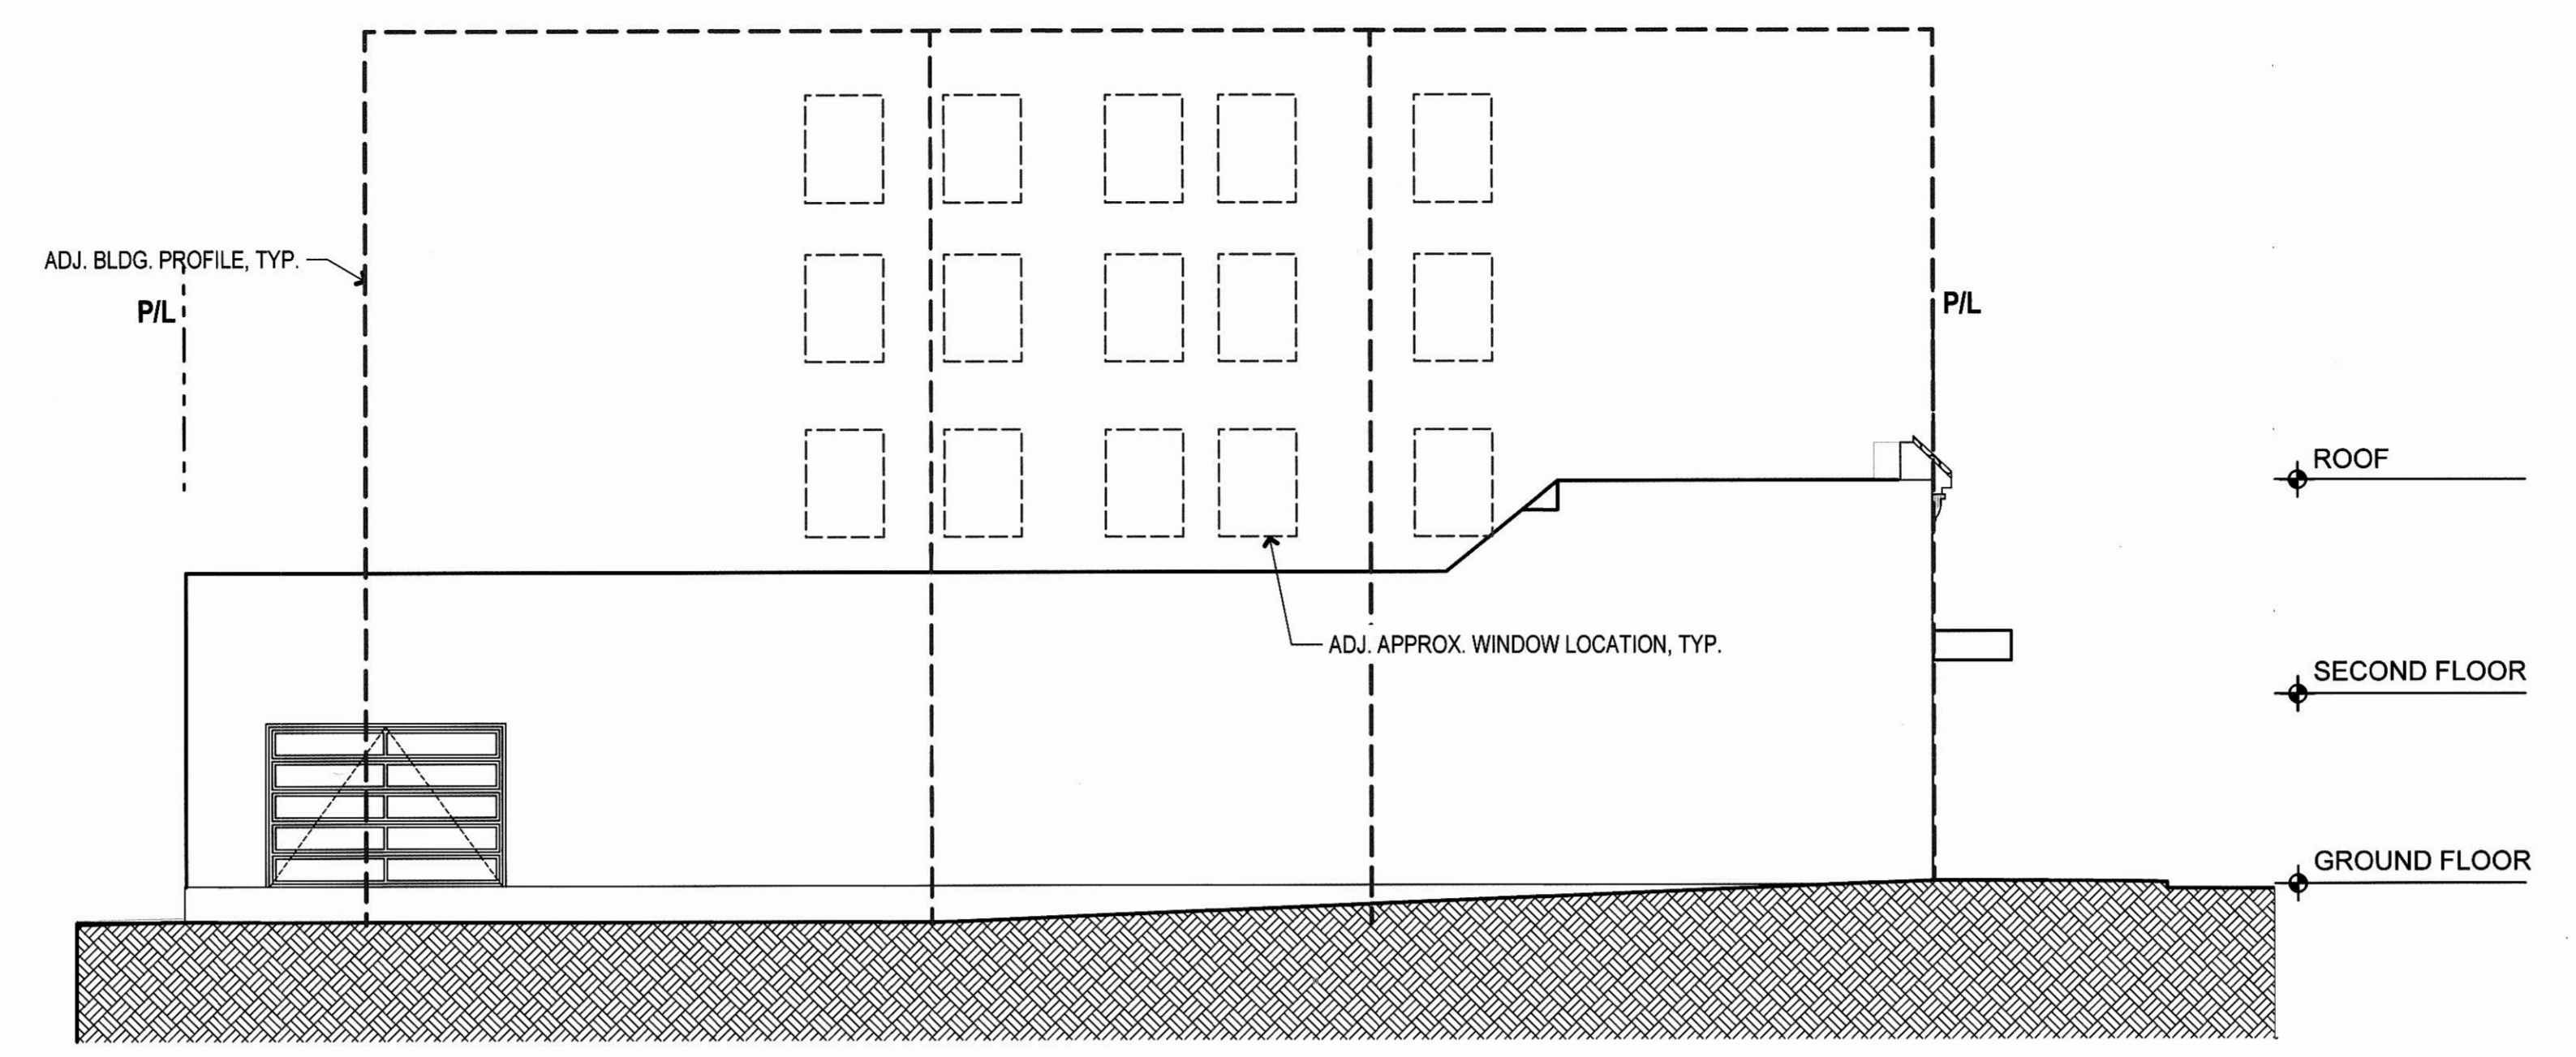 ADJ. BLDG. PROFILE, TYP.
P/L
P/L
ROOF
ADJ. APPROX. WINDOW LOCATION, TYP.
SECOND FLOOR
GROUND FLOOR